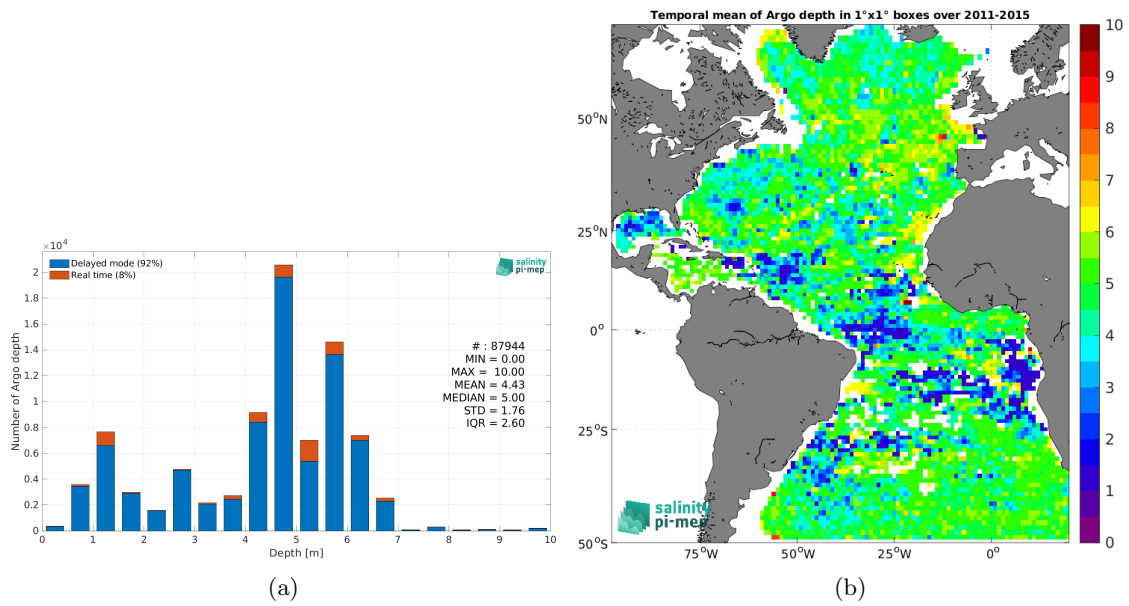 ×10⁴
Delayed mode (92%)
Real time (8%)
salinity
pi-mep
2
1.8
1.6
1.4
1.2
1
0.8
0.6
0.4
0.2
0
Number of Argo depth
# : 87944
MIN = 0.00
MAX = 10.00
MEAN = 4.43
MEDIAN = 5.00
STD = 1.76
IQR = 2.60
0 1 2 3 4 5 6 7 8 9 10
Depth [m]
(a)
Temporal mean of Argo depth in 1°x1° boxes over 2011-2015
50°N
25°N
0°
25°S
50°S
75°W 50°W 25°W 0°
salinity
pi-mep
10
9
8
7
6
5
4
3
2
1
0
(b)